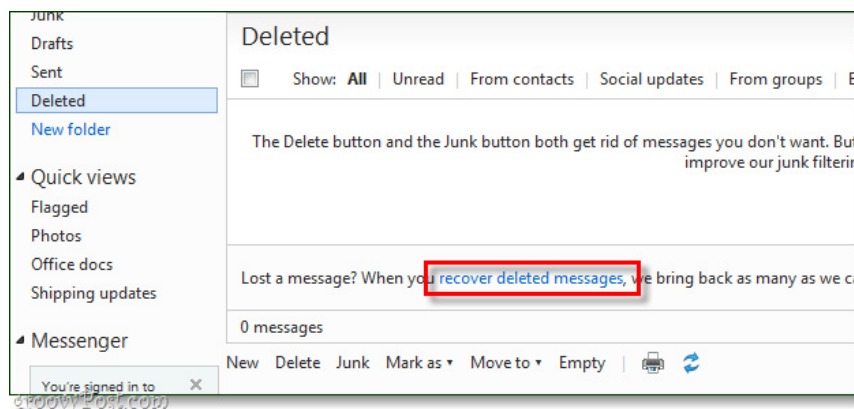 Junk
Drafts
Sent
Deleted
New folder
Quick views
Flagged
Photos
Office docs
Shipping updates
Messenger
You're signed in to
Deleted
Show: All | Unread | From contacts | Social updates | From groups |
The Delete button and the Junk button both get rid of messages you don't want. But
improve our junk
Lost a message? When you recover deleted messages, we bring back as many as we
0 messages
New Delete Junk Mark as Move to Empty |
groovyPost.com